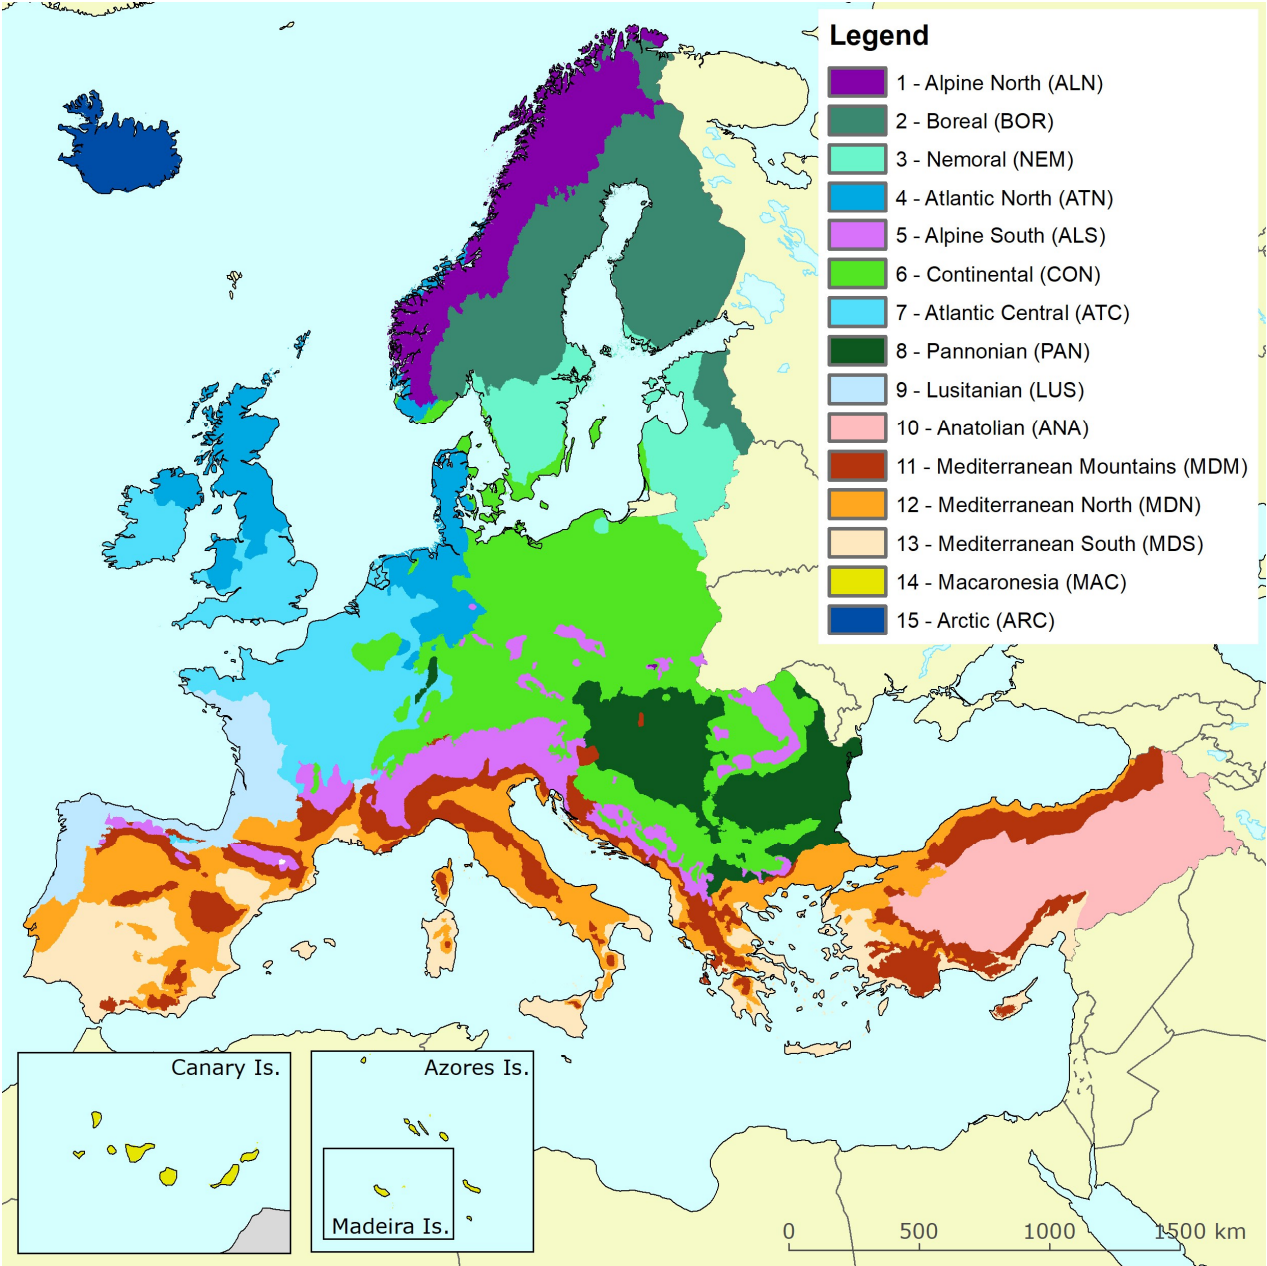 Legend
1 - Alpine North (ALN)
2 - Boreal (BOR)
3 - Nemoral (NEM)
4 - Atlantic North (ATN)
5 - Alpine South (ALS)
6 - Continental (CON)
7 - Atlantic Central (ATC)
8 - Pannonian (PAN)
9 - Lusitanian (LUS)
10 - Anatolian (ANA)
11 - Mediterranean Mountains (MDM)
12 - Mediterranean North (MDN)
13 - Mediterranean South (MDS)
14 - Macaronesia (MAC)
15 - Arctic (ARC)
Canary Is.
Azores Is.
Madeira Is.
0 500 1000 1500 km